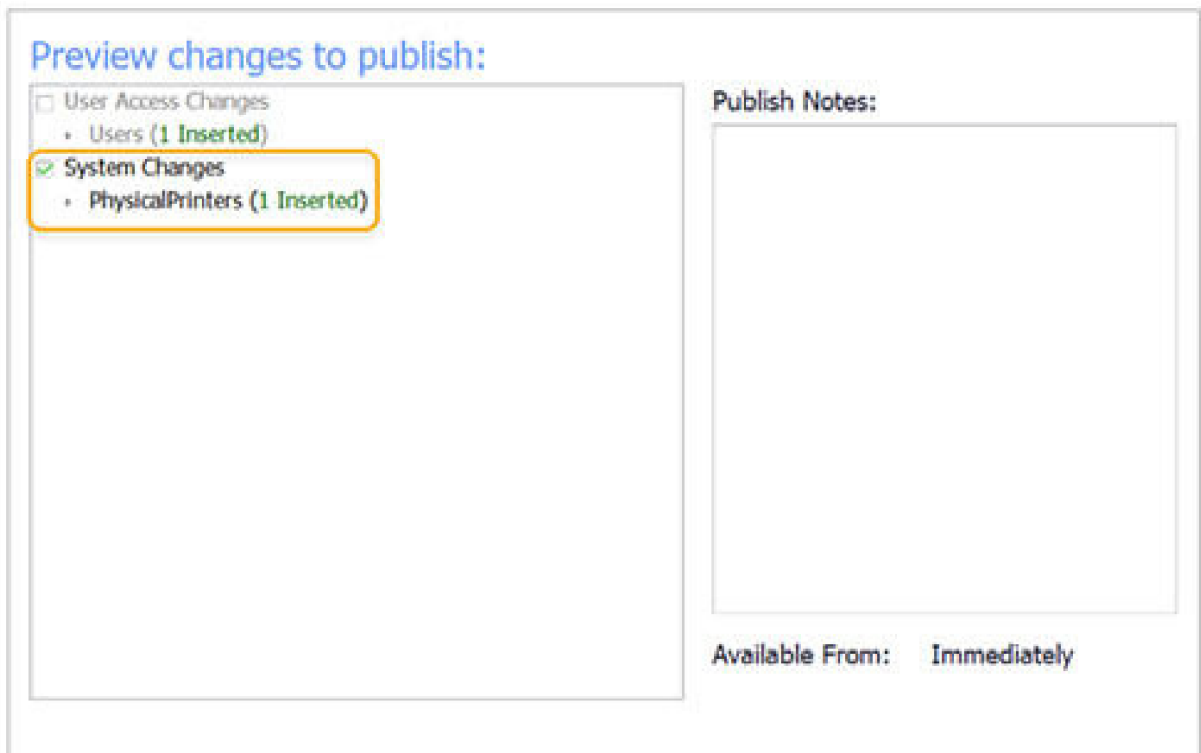 Preview changes to publish:
User Access Changes
Users (1 Inserted)
System Changes
PhysicalPrinters (1 Inserted)
Publish Notes:
Available From: Immediately